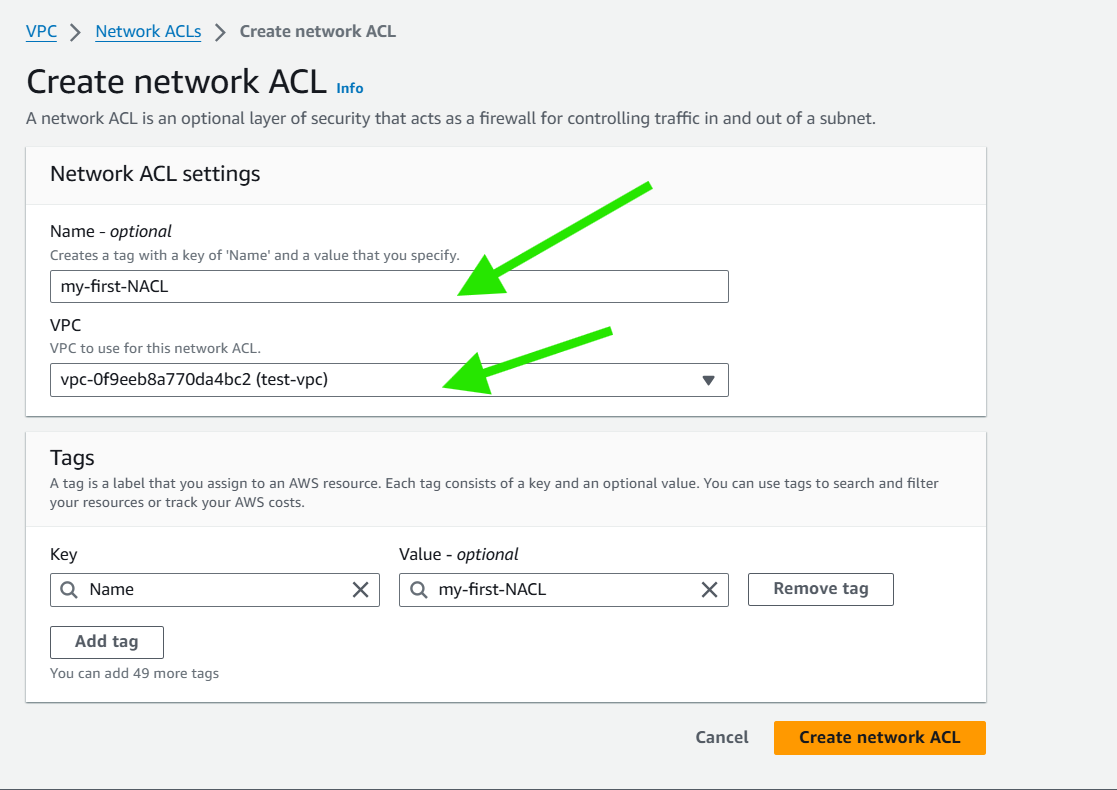 VPC > Network ACLs > Create network ACL
Create network ACL Info
A network ACL is an optional layer of security that acts as a firewall for controlling traffic in and out of a subnet.
Network ACL settings
Name - optional
Creates a tag with a key of 'Name' and a value that you specify.
my-first-NACL
VPC
VPC to use for this network ACL.
vpc-0f9eeb8a770da4bc2 (test-vpc)
Tags
A tag is a label that you assign to an AWS resource. Each tag consists of a key and an optional value. You can use tags to search and filter
your resources or track your AWS costs.
Key Value - optional
Name my-first-NACL Remove tag
Add tag
You can add 49 more tags
Cancel Create network ACL